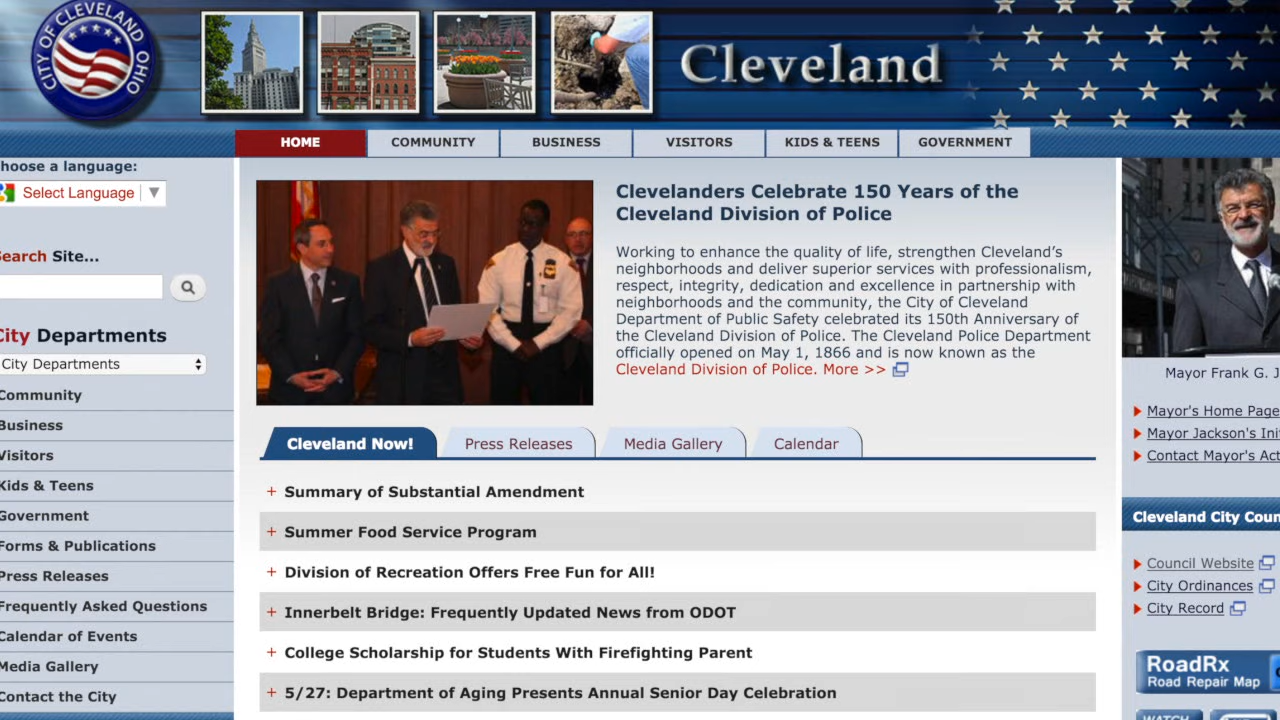 CITY OF CLEVELAND OHIO
Cleveland
HOME COMMUNITY BUSINESS VISITORS KIDS & TEENS GOVERNMENT
hoose a language:
Select Language ▼
Search Site...
City Departments
City Departments
Community
Business
Visitors
Kids & Teens
Government
Forms & Publications
Press Releases
Frequently Asked Questions
Calendar of Events
Media Gallery
Contact the City
Clevelanders Celebrate 150 Years of the
Cleveland Division of Police
Working to enhance the quality of life, strengthen Cleveland's
neighborhoods and deliver superior services with professionalism,
respect, integrity, dedication and excellence in partnership with
neighborhoods and the community, the City of Cleveland
Department of Public Safety celebrated its 150th Anniversary of
the Cleveland Division of Police. The Cleveland Police Department
officially opened on May 1, 1866 and is now known as the
Cleveland Division of Police. More >>
Cleveland Now! Press Releases Media Gallery Calendar
+ Summary of Substantial Amendment
+ Summer Food Service Program
+ Division of Recreation Offers Free Fun for All!
+ Innerbelt Bridge: Frequently Updated News from ODOT
+ College Scholarship for Students With Firefighting Parent
+ 5/27: Department of Aging Presents Annual Senior Day Celebration
Mayor Frank G. J
Mayor's Home Page
Mayor Jackson's Ini
Contact Mayor's Act
Cleveland City Coun
Council Website
City Ordinances
City Record
RoadRx
Road Repair Map
WATCH